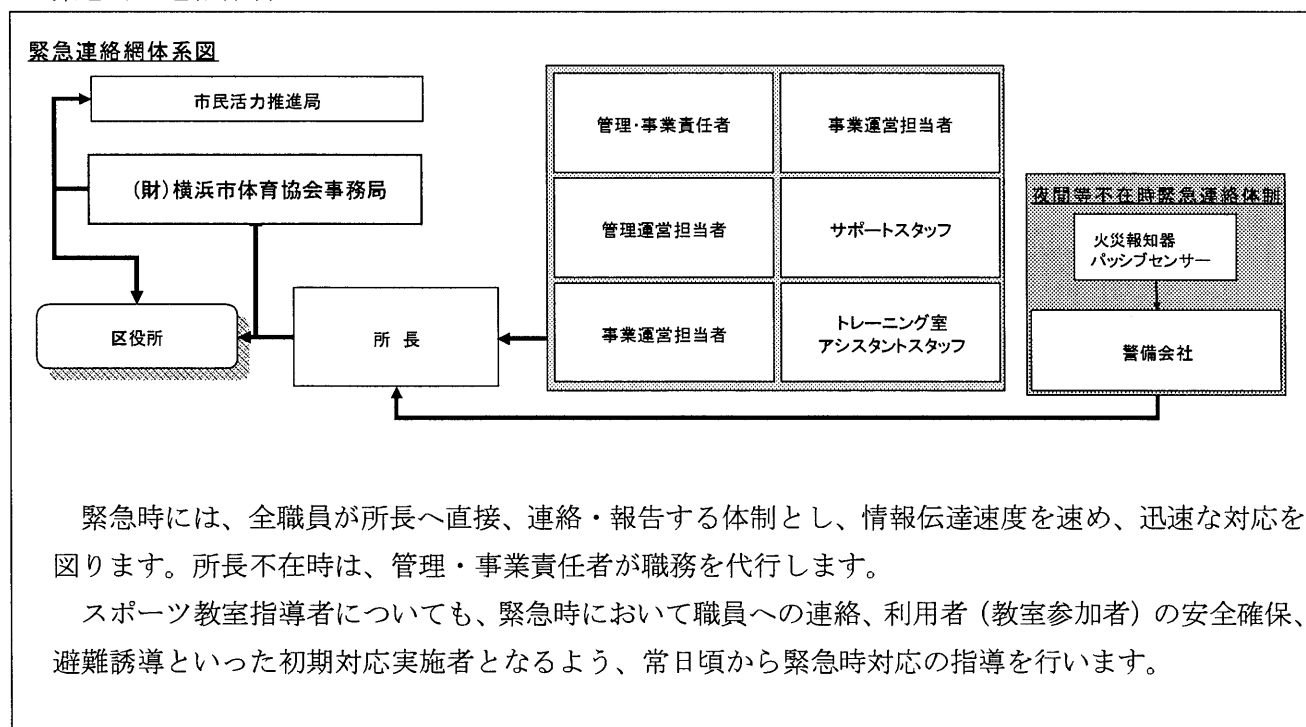 緊急連絡網体系図
市民活力推進局
(財)横浜市体育協会事務局
区役所
所 長
管理・事業責任者
事業運営担当者
管理運営担当者
サポートスタッフ
事業運営担当者
トレーニング室
アシスタントスタッフ
夜間等不在時緊急連絡体制
火災報知器
パッシブセンサー
警備会社
緊急時には、全職員が所長へ直接、連絡・報告する体制とし、情報伝達速度を速め、迅速な対応を
図ります。所長不在時は、管理・事業責任者が職務を代行します。
スポーツ教室指導者についても、緊急時において職員への連絡、利用者（教室参加者）の安全確保、
避難誘導といった初期対応実施者となるよう、常日頃から緊急時対応の指導を行います。